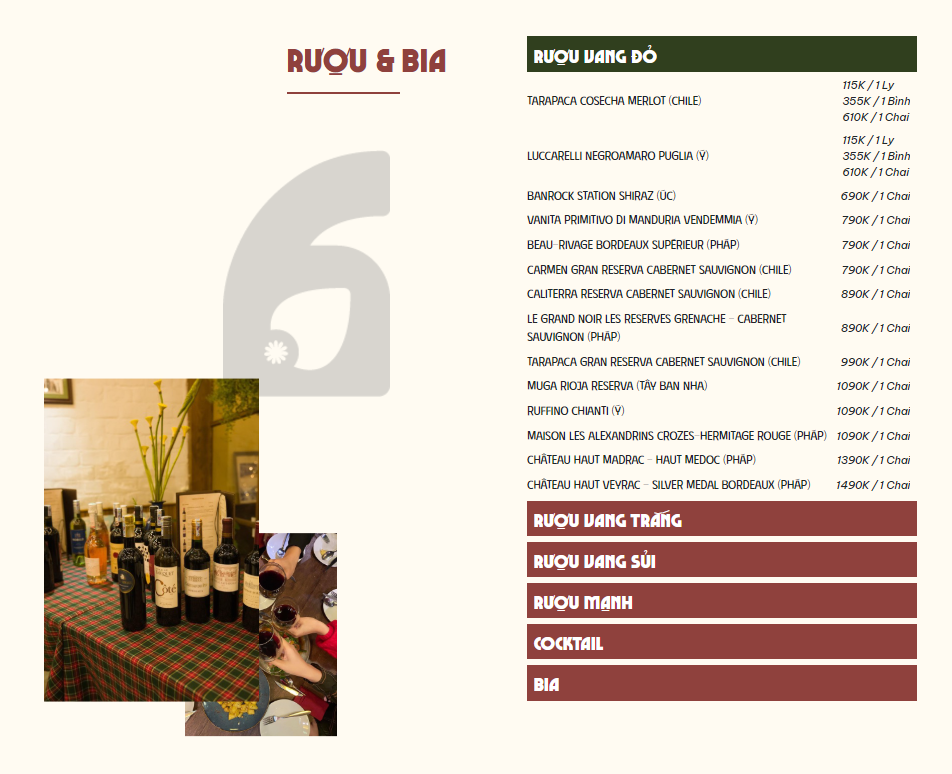 RƯỢU & BIA
6
RƯỢU VANG ĐỎ
TARAPACA COSECHA MERLOT (CHILE)
115K / 1 Ly
355K / 1 Bình
610K / 1 Chai
LUCCARELLI NEGROAMARO PUGLIA (Ý)
115K / 1 Ly
355K / 1 Bình
610K / 1 Chai
BANROCK STATION SHIRAZ (ÚC) 690K / 1 Chai
VANITA PRIMITIVO DI MANDURIA VENDEMMIA (Ý) 790K / 1 Chai
BEAU-RIVAGE BORDEAUX SUPÉRIEUR (PHÁP) 790K / 1 Chai
CARMEN GRAN RESERVA CABERNET SAUVIGNON (CHILE) 790K / 1 Chai
CALITERRA RESERVA CABERNET SAUVIGNON (CHILE) 890K / 1 Chai
LE GRAND NOIR LES RESERVES GRENACHE – CABERNET
SAUVIGNON (PHÁP) 890K / 1 Chai
TARAPACA GRAN RESERVA CABERNET SAUVIGNON (CHILE) 990K / 1 Chai
MUGA RIOJA RESERVA (TÂY BAN NHA) 1090K / 1 Chai
RUFFINO CHIANTI (Ý) 1090K / 1 Chai
MAISON LES ALEXANDRINS CROZES-HERMITAGE ROUGE (PHÁP) 1090K / 1 Chai
CHÂTEAU HAUT MADRAC – HAUT MEDOC (PHÁP) 1390K / 1 Chai
CHÂTEAU HAUT VEYRAC – SILVER MEDAL BORDEAUX (PHÁP) 1490K / 1 Chai
RƯỢU VANG TRẮNG
RƯỢU VANG SỦI
RƯỢU MẠNH
COCKTAIL
BIA